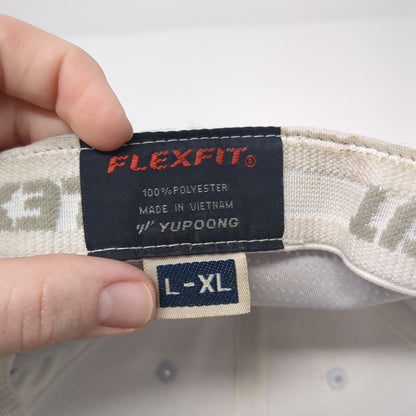 FLEXFIT®
100% POLYESTER
MADE IN VIETNAM
YUPOONG
L-XL